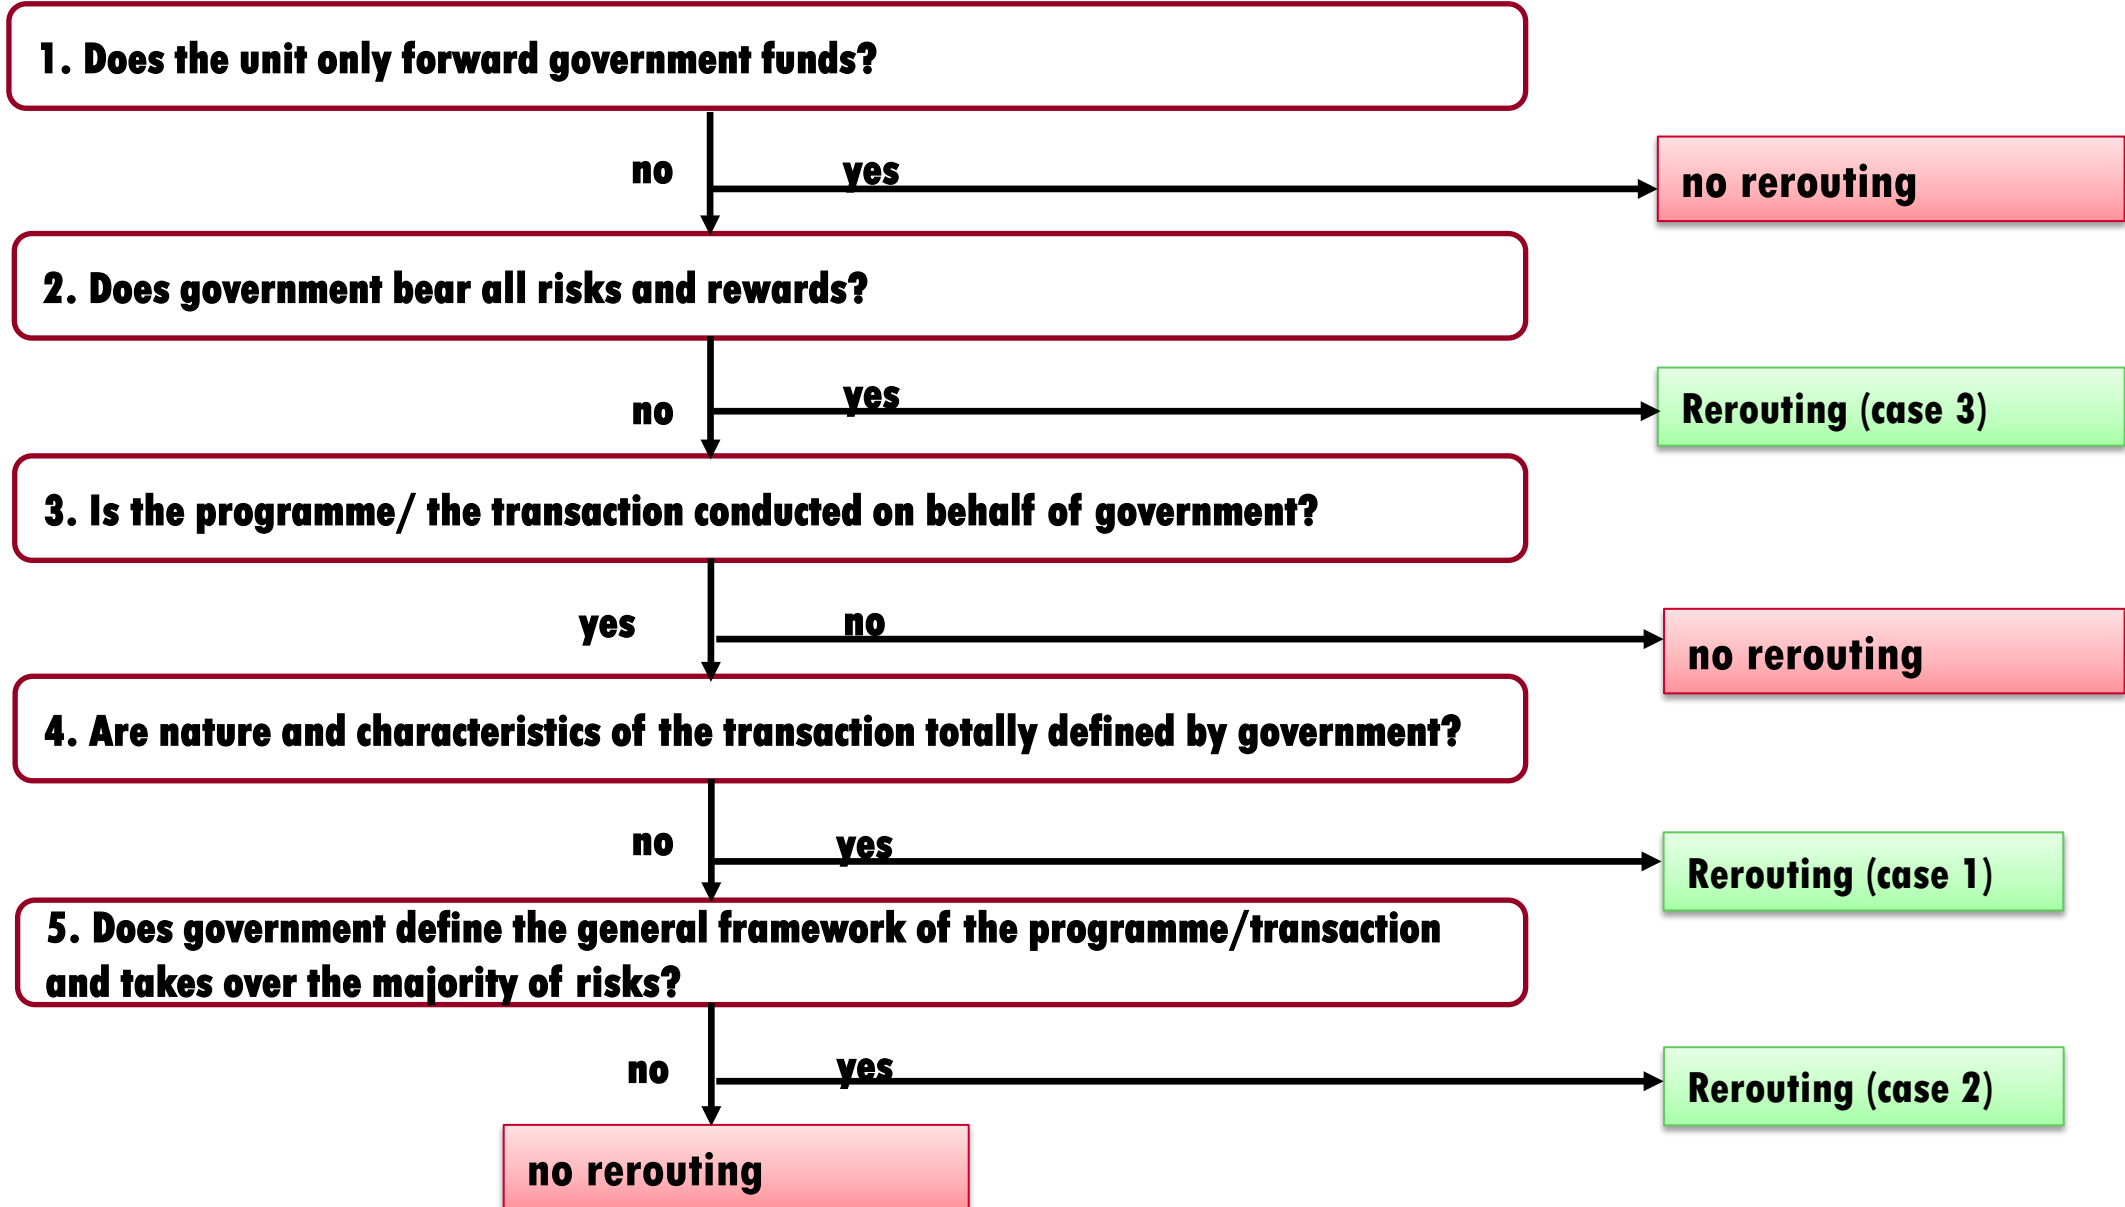 1. Does the unit only forward government funds?
no
yes
no rerouting
2. Does government bear all risks and rewards?
no
yes
Rerouting (case 3)
3. Is the programme/ the transaction conducted on behalf of government?
yes
no
no rerouting
4. Are nature and characteristics of the transaction totally defined by government?
no
yes
Rerouting (case 1)
5. Does government define the general framework of the programme/transaction
and takes over the majority of risks?
no
yes
Rerouting (case 2)
no rerouting